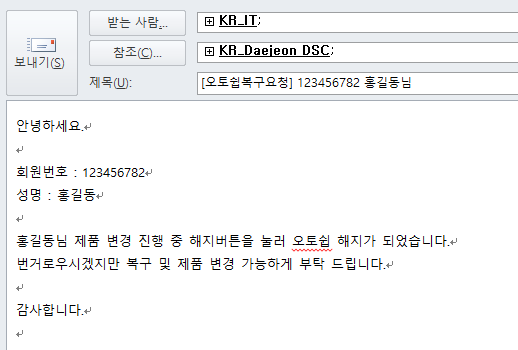 받는 사람...
KR_IT;
보내기(S)
참조(C)...
KR_Daejeon DSC;
제목(U):
[오토쉽복구요청] 123456782 홍길동님
안녕하세요.
회원번호 : 123456782
성명 : 홍길동
홍길동님 제품 변경 진행 중 해지버튼을 눌러 오토쉽 해지가 되었습니다.
번거로우시겠지만 복구 및 제품 변경 가능하게 부탁 드립니다.
감사합니다.